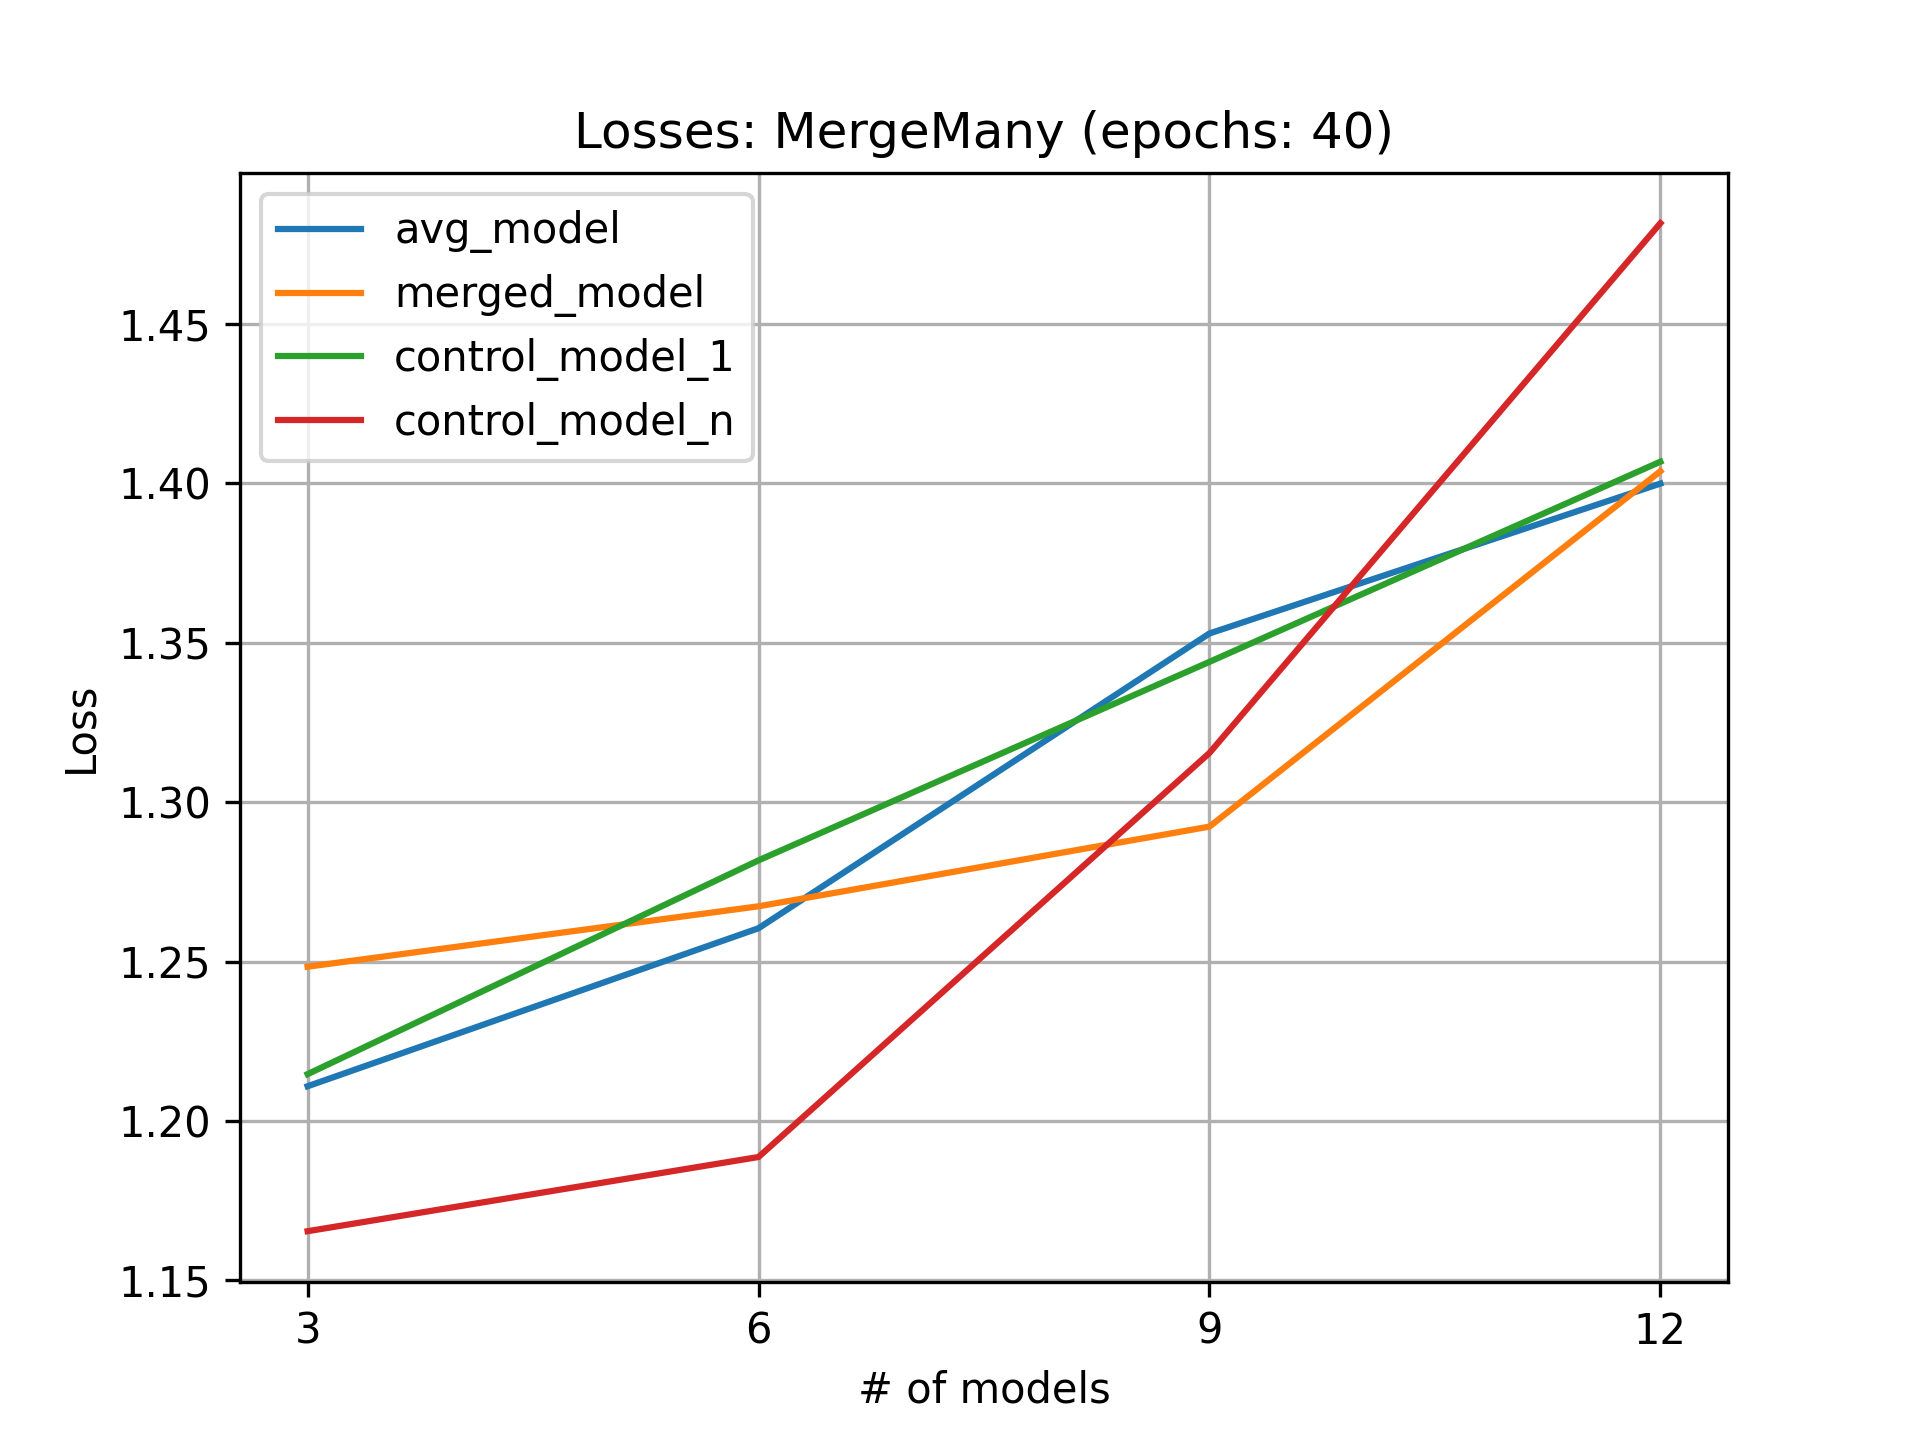 Losses: MergeMany (epochs: 40)
avg_model
merged_model
control_model_1
control_model_n
1.45
1.40
1.35
1.30
1.25
1.20
1.15
Loss
3 6 9 12
# of models